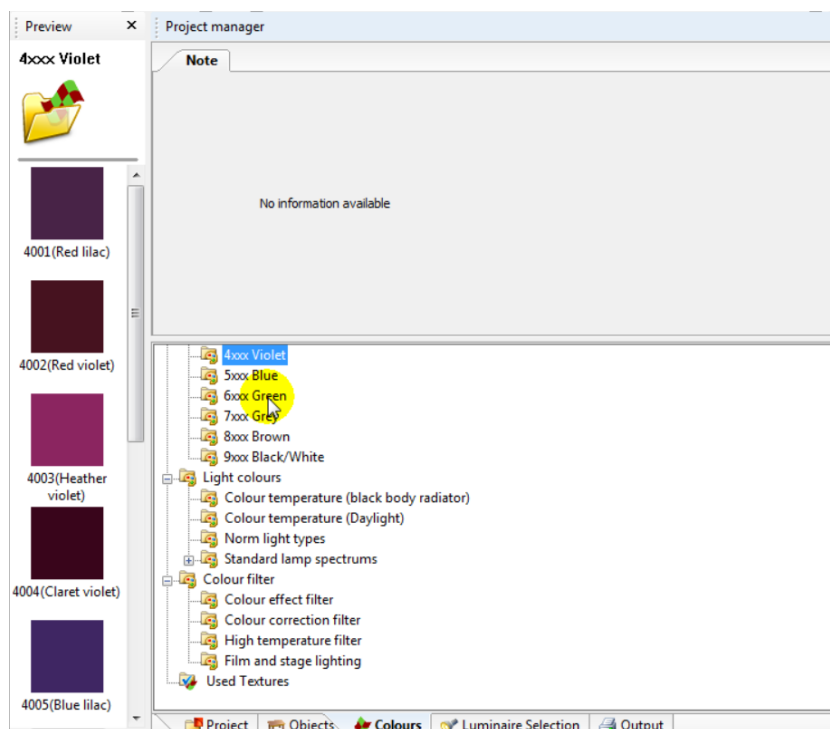 Preview
4xxx Violet
4001(Red lilac)
4002(Red violet)
4003(Heather
violet)
4004(Claret violet)
4005(Blue lilac)
Project manager
Note
No information available
4xxx Violet
5xxx Blue
6xxx Green
7xxx Grey
8xxx Brown
9xxx Black/White
Light colours
Colour temperature (black body radiator)
Colour temperature (Daylight)
Norm light types
Standard lamp spectrums
Colour filter
Colour effect filter
Colour correction filter
High temperature filter
Film and stage lighting
Used Textures
Project Objects Colours Luminaire Selection Output